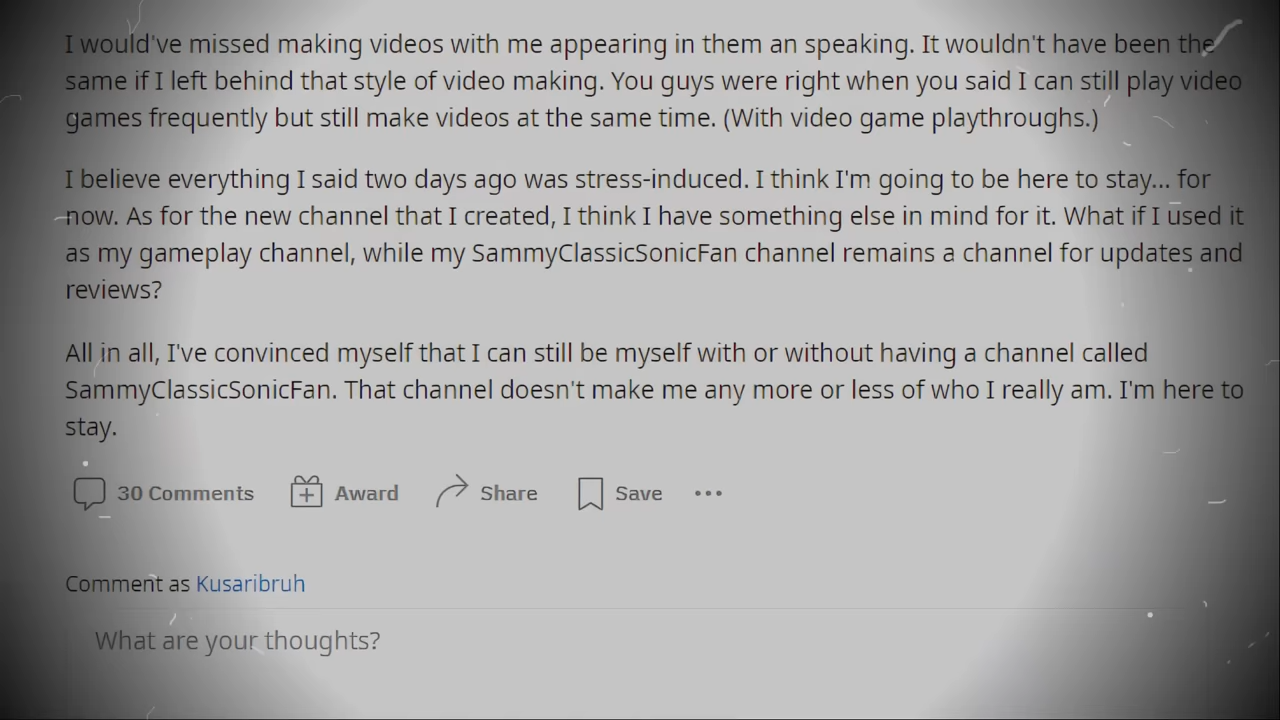 I would've missed making videos with me appearing in them an speaking. It wouldn't have been the
same if I left behind that style of video making. You guys were right when you said I can still play video
games frequently but still make videos at the same time. (With video game playthroughs.)
I believe everything I said two days ago was stress-induced. I think I'm going to be here to stay... for
now. As for the new channel that I created, I think I have something else in mind for it. What if I used it
as my gameplay channel, while my SammyClassicSonicFan channel remains a channel for updates and
reviews?
All in all, I've convinced myself that I can still be myself with or without having a channel called
SammyClassicSonicFan. That channel doesn't make me any more or less of who I really am. I'm here to
stay.
30 Comments Award Share Save
Comment as Kusaribruh
What are your thoughts?